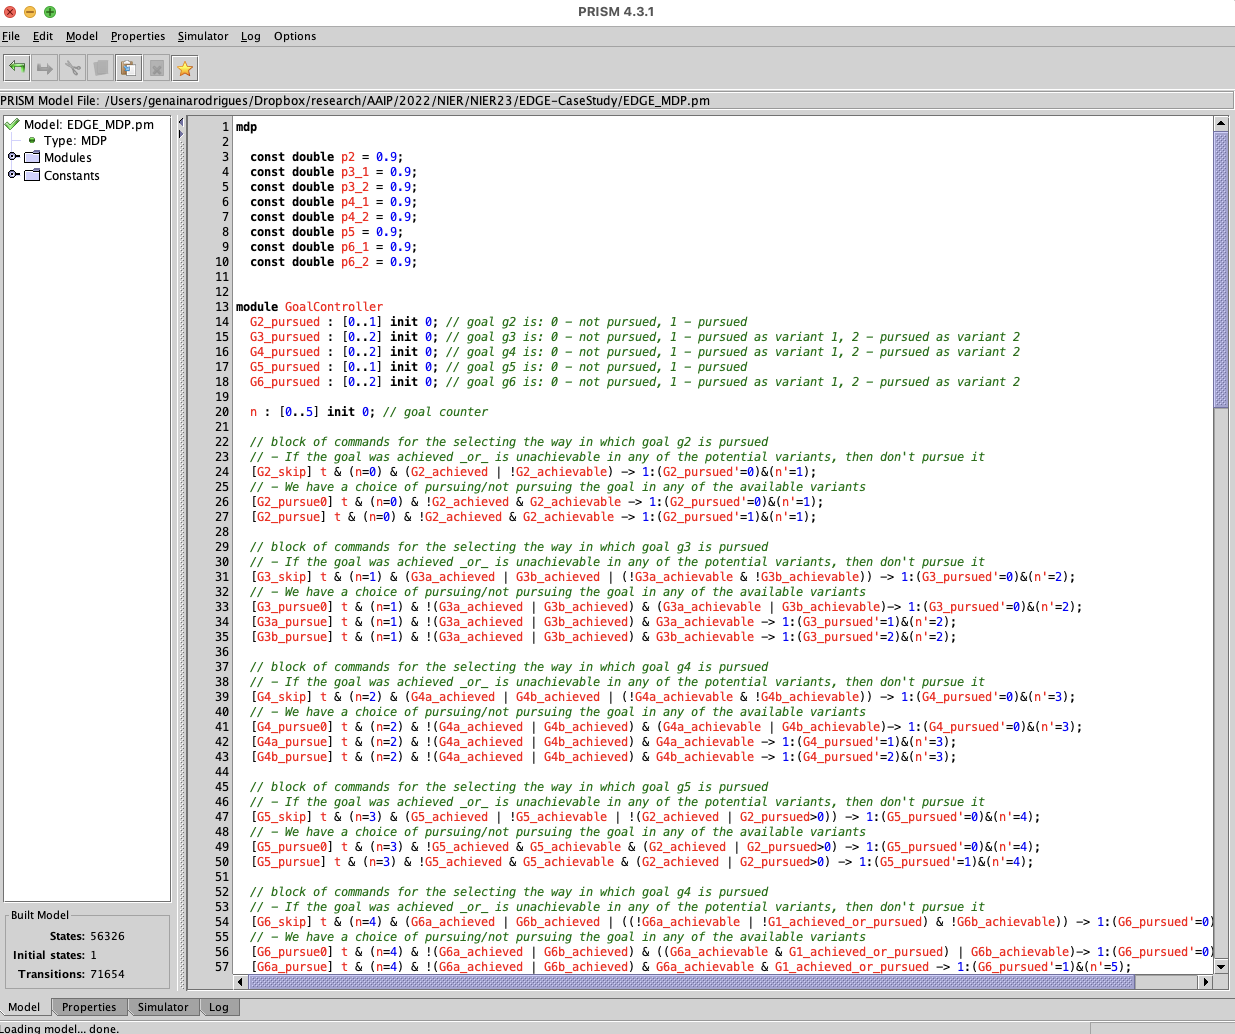 PRISM 4.3.1
File Edit Model Properties Simulator Log Options
PRISM Model File: /Users/genainarodrigues/Dropbox/research/AAIP/2022/NIER/NIER23/EDGE-CaseStudy/EDGE_MDP.pm
Model: EDGE_MDP.pm
Type: MDP
Modules
Constants
1 mdp
2
3 const double p2 = 0.9;
4 const double p3_1 = 0.9;
5 const double p3_2 = 0.9;
6 const double p4_1 = 0.9;
7 const double p4_2 = 0.9;
8 const double p5 = 0.9;
9 const double p6_1 = 0.9;
10 const double p6_2 = 0.9;
11
12
13 module GoalController
14 G2_pursued : [0..1] init 0; // goal g2 is: 0 – not pursued, 1 – pursued
15 G3_pursued : [0..2] init 0; // goal g3 is: 0 – not pursued, 1 – pursued as variant 1, 2 – pursued as variant 2
16 G4_pursued : [0..2] init 0; // goal g4 is: 0 – not pursued, 1 – pursued as variant 1, 2 – pursued as variant 2
17 G5_pursued : [0..1] init 0; // goal g5 is: 0 – not pursued, 1 – pursued
18 G6_pursued : [0..2] init 0; // goal g6 is: 0 – not pursued, 1 – pursued as variant 1, 2 – pursued as variant 2
19
20 n : [0..5] init 0; // goal counter
21
22 // block of commands for the selecting the way in which goal g2 is pursued
23 // – If the goal was achieved _or_ is unachievable in any of the potential variants, then don't pursue it
24 [G2_skip] t & (n=0) & (G2_achieved | !G2_achievable) –> 1:(G2_pursued'=0)&(n'=1);
25 // – We have a choice of pursuing/not pursuing the goal in any of the available variants
26 [G2_pursue0] t & (n=0) & !G2_achieved & G2_achievable –> 1:(G2_pursued'=0)&(n'=1);
27 [G2_pursue] t & (n=0) & !G2_achieved & G2_achievable –> 1:(G2_pursued'=1)&(n'=1);
28
29 // block of commands for the selecting the way in which goal g3 is pursued
30 // – If the goal was achieved _or_ is unachievable in any of the potential variants, then don't pursue it
31 [G3_skip] t & (n=1) & (G3a_achieved | G3b_achieved | (!G3a_achievable & !G3b_achievable)) –> 1:(G3_pursued'=0)&(n'=2);
32 // – We have a choice of pursuing/not pursuing the goal in any of the available variants
33 [G3_pursue0] t & (n=1) & !(G3a_achieved | G3b_achieved) & (G3a_achievable | G3b_achievable)–> 1:(G3_pursued'=0)&(n'=2);
34 [G3a_pursue] t & (n=1) & !(G3a_achieved | G3b_achieved) & G3a_achievable –> 1:(G3_pursued'=1)&(n'=2);
35 [G3b_pursue] t & (n=1) & !(G3a_achieved | G3b_achieved) & G3b_achievable –> 1:(G3_pursued'=2)&(n'=2);
36
37 // block of commands for the selecting the way in which goal g4 is pursued
38 // – If the goal was achieved _or_ is unachievable in any of the potential variants, then don't pursue it
39 [G4_skip] t & (n=2) & (G4a_achieved | G4b_achieved | (!G4a_achievable & !G4b_achievable)) –> 1:(G4_pursued'=0)&(n'=3);
40 // – We have a choice of pursuing/not pursuing the goal in any of the available variants
41 [G4_pursue0] t & (n=2) & !(G4a_achieved | G4b_achieved) & (G4a_achievable | G4b_achievable)–> 1:(G4_pursued'=0)&(n'=3);
42 [G4a_pursue] t & (n=2) & !(G4a_achieved | G4b_achieved) & G4a_achievable –> 1:(G4_pursued'=1)&(n'=3);
43 [G4b_pursue] t & (n=2) & !(G4a_achieved | G4b_achieved) & G4b_achievable –> 1:(G4_pursued'=2)&(n'=3);
44
45 // block of commands for the selecting the way in which goal g5 is pursued
46 // – If the goal was achieved _or_ is unachievable in any of the potential variants, then don't pursue it
47 [G5_skip] t & (n=3) & (G5_achieved | !G5_achievable | !(G2_achieved | G2_pursued>0)) –> 1:(G5_pursued'=0)&(n'=4);
48 // – We have a choice of pursuing/not pursuing the goal in any of the available variants
49 [G5_pursue0] t & (n=3) & !G5_achieved & G5_achievable & (G2_achieved | G2_pursued>0) –> 1:(G5_pursued'=0)&(n'=4);
50 [G5_pursue] t & (n=3) & !G5_achieved & G5_achievable & (G2_achieved | G2_pursued>0) –> 1:(G5_pursued'=1)&(n'=4);
51
52 // block of commands for the selecting the way in which goal g4 is pursued
53 // – If the goal was achieved _or_ is unachievable in any of the potential variants, then don't pursue it
54 [G6_skip] t & (n=4) & (G6a_achieved | G6b_achieved | ((!G6a_achievable | !G1_achieved_or_pursued) & !G6b_achievable)) –> 1:(G6_pursued'=0)
55 // – We have a choice of pursuing/not pursuing the goal in any of the available variants
56 [G6_pursue0] t & (n=4) & !(G6a_achieved | G6b_achieved) & ((G6a_achievable & G1_achieved_or_pursued) | G6b_achievable)–> 1:(G6_pursued'=0)
57 [G6a_pursue] t & (n=4) & !(G6a_achieved | G6b_achieved) & G6a_achievable & G1_achieved_or_pursued –> 1:(G6_pursued'=1)&(n'=5);
Built Model
States: 56326
Initial states: 1
Transitions: 71654
Model Properties Simulator Log
Loading model... done.